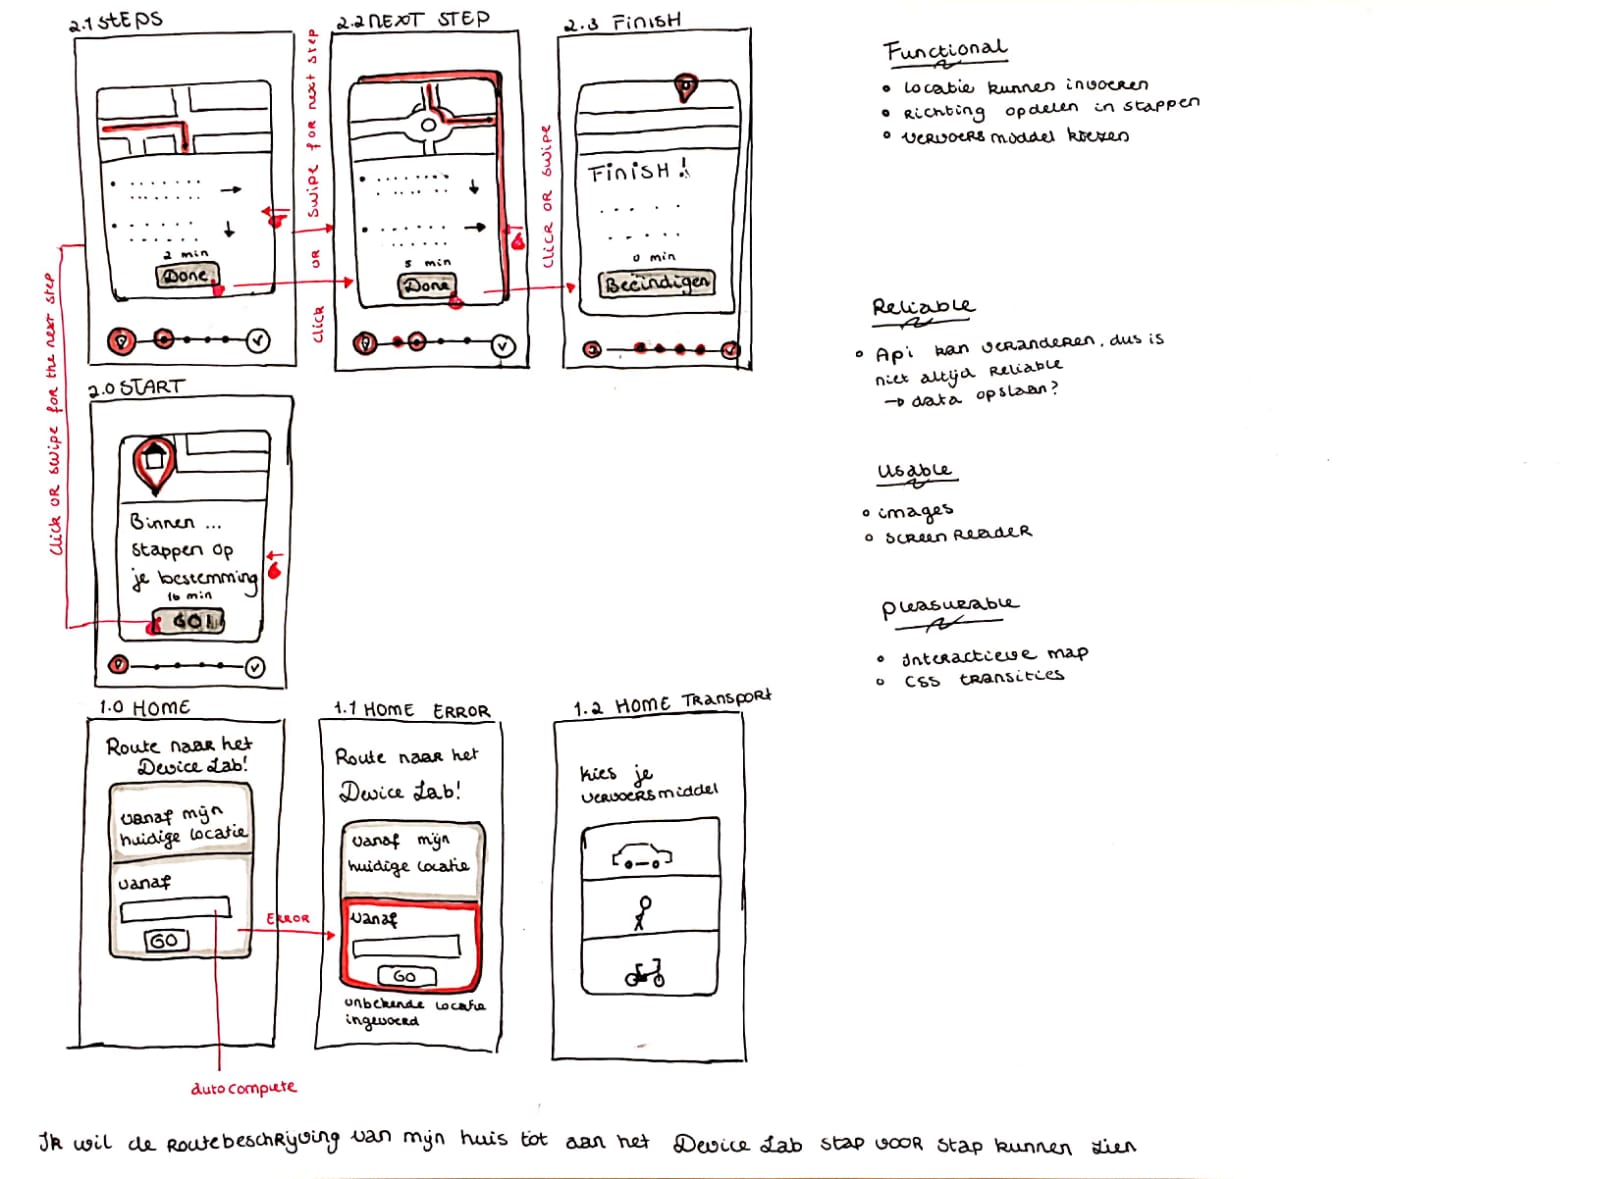 2.1 STEPS
2.2 NEXT STEP
2.3 FINISH
2 min
Done
5 min
Done
FINISH!
0 min
Beëindigen
SWIPE FOR next step
OR
click
CLICK OR SWIPE
click OR swipe for the next step
2.0 START
Binnen ...
stappen op
je bestemming
16 min
GO!
1.0 HOME
Route naar het
Device Lab!
vanaf mijn
huidige locatie
vanaf
GO
ERROR
autocomplete
1.1 HOME ERROR
Route naar het
Device Lab!
vanaf mijn
huidige locatie
vanaf
GO
onbekende locatie
ingevoerd
1.2 HOME TRANSPORT
kies je
vervoersmiddel
Functional
locatie kunnen invoeren
Richting opdelen in stappen
vervoersmiddel kiezen
Reliable
Api kan veranderen, dus is
niet altijd Reliable
→ data opslaan?
Usable
images
screen reader
pleasurable
Interactieve map
CSS transities
Ik wil de routebeschrijving van mijn huis tot aan het Device Lab stap voor stap kunnen zien